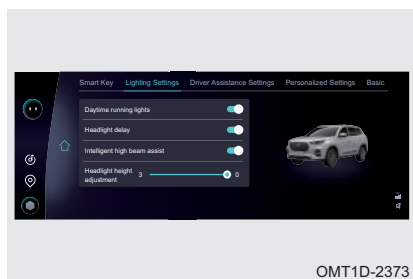 Smart Key Lighting Settings Driver Assistance Settings Personalized Settings Basic
Daytime running lights
Headlight delay
Intelligent high beam assist
Headlight height
adjustment 3 0
OMT1D-2373